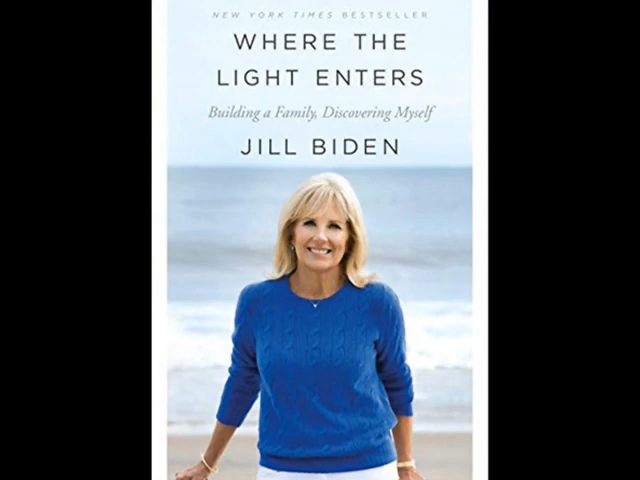 NEW YORK TIMES BESTSELLER
WHERE THE
LIGHT ENTERS
Building a Family, Discovering Myself
JILL BIDEN